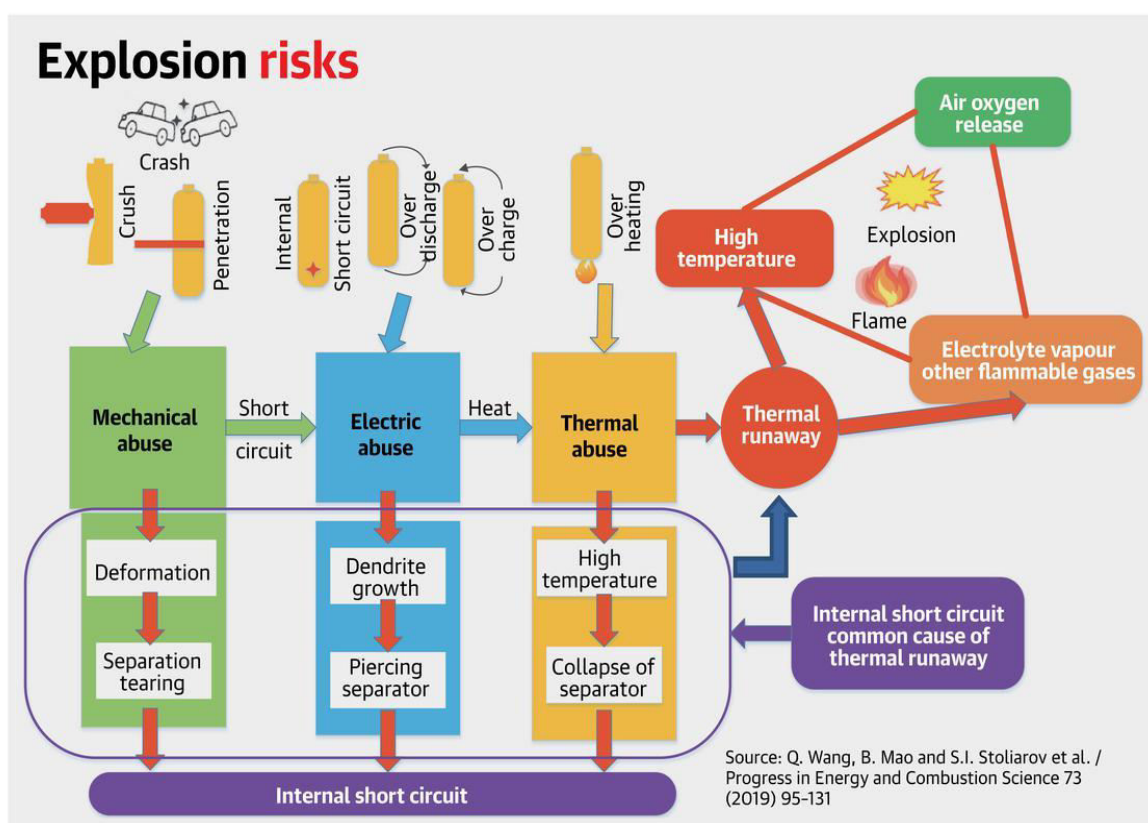 Explosion risks
Crash
Crush
Penetration
Internal
Short circuit
Over
discharge
Over
charge
Over
heating
Air oxygen
release
High
temperature
Explosion
Flame
Electrolyte vapour
other flammable gases
Mechanical
abuse
Short
circuit
Electric
abuse
Heat
Thermal
abuse
Thermal
runaway
Deformation
Separation
tearing
Dendrite
growth
Piercing
separator
High
temperature
Collapse of
separator
Internal short circuit
common cause of
thermal runaway
Internal short circuit
Source: Q. Wang, B. Mao and S.I. Stoliarov et al. /
Progress in Energy and Combustion Science 73
(2019) 95-131